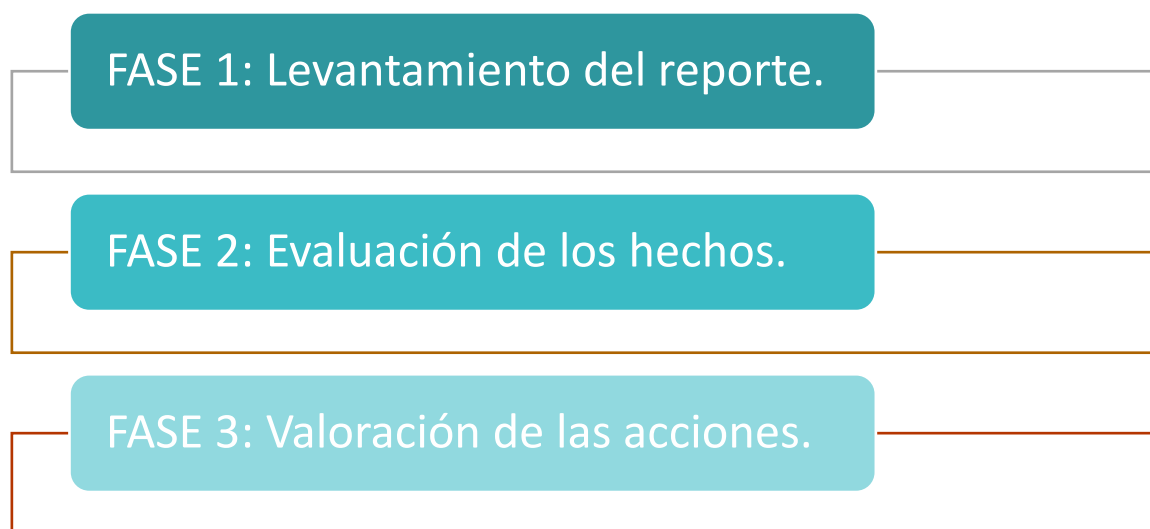 FASE 1: Levantamiento del reporte.
FASE 2: Evaluación de los hechos.
FASE 3: Valoración de las acciones.